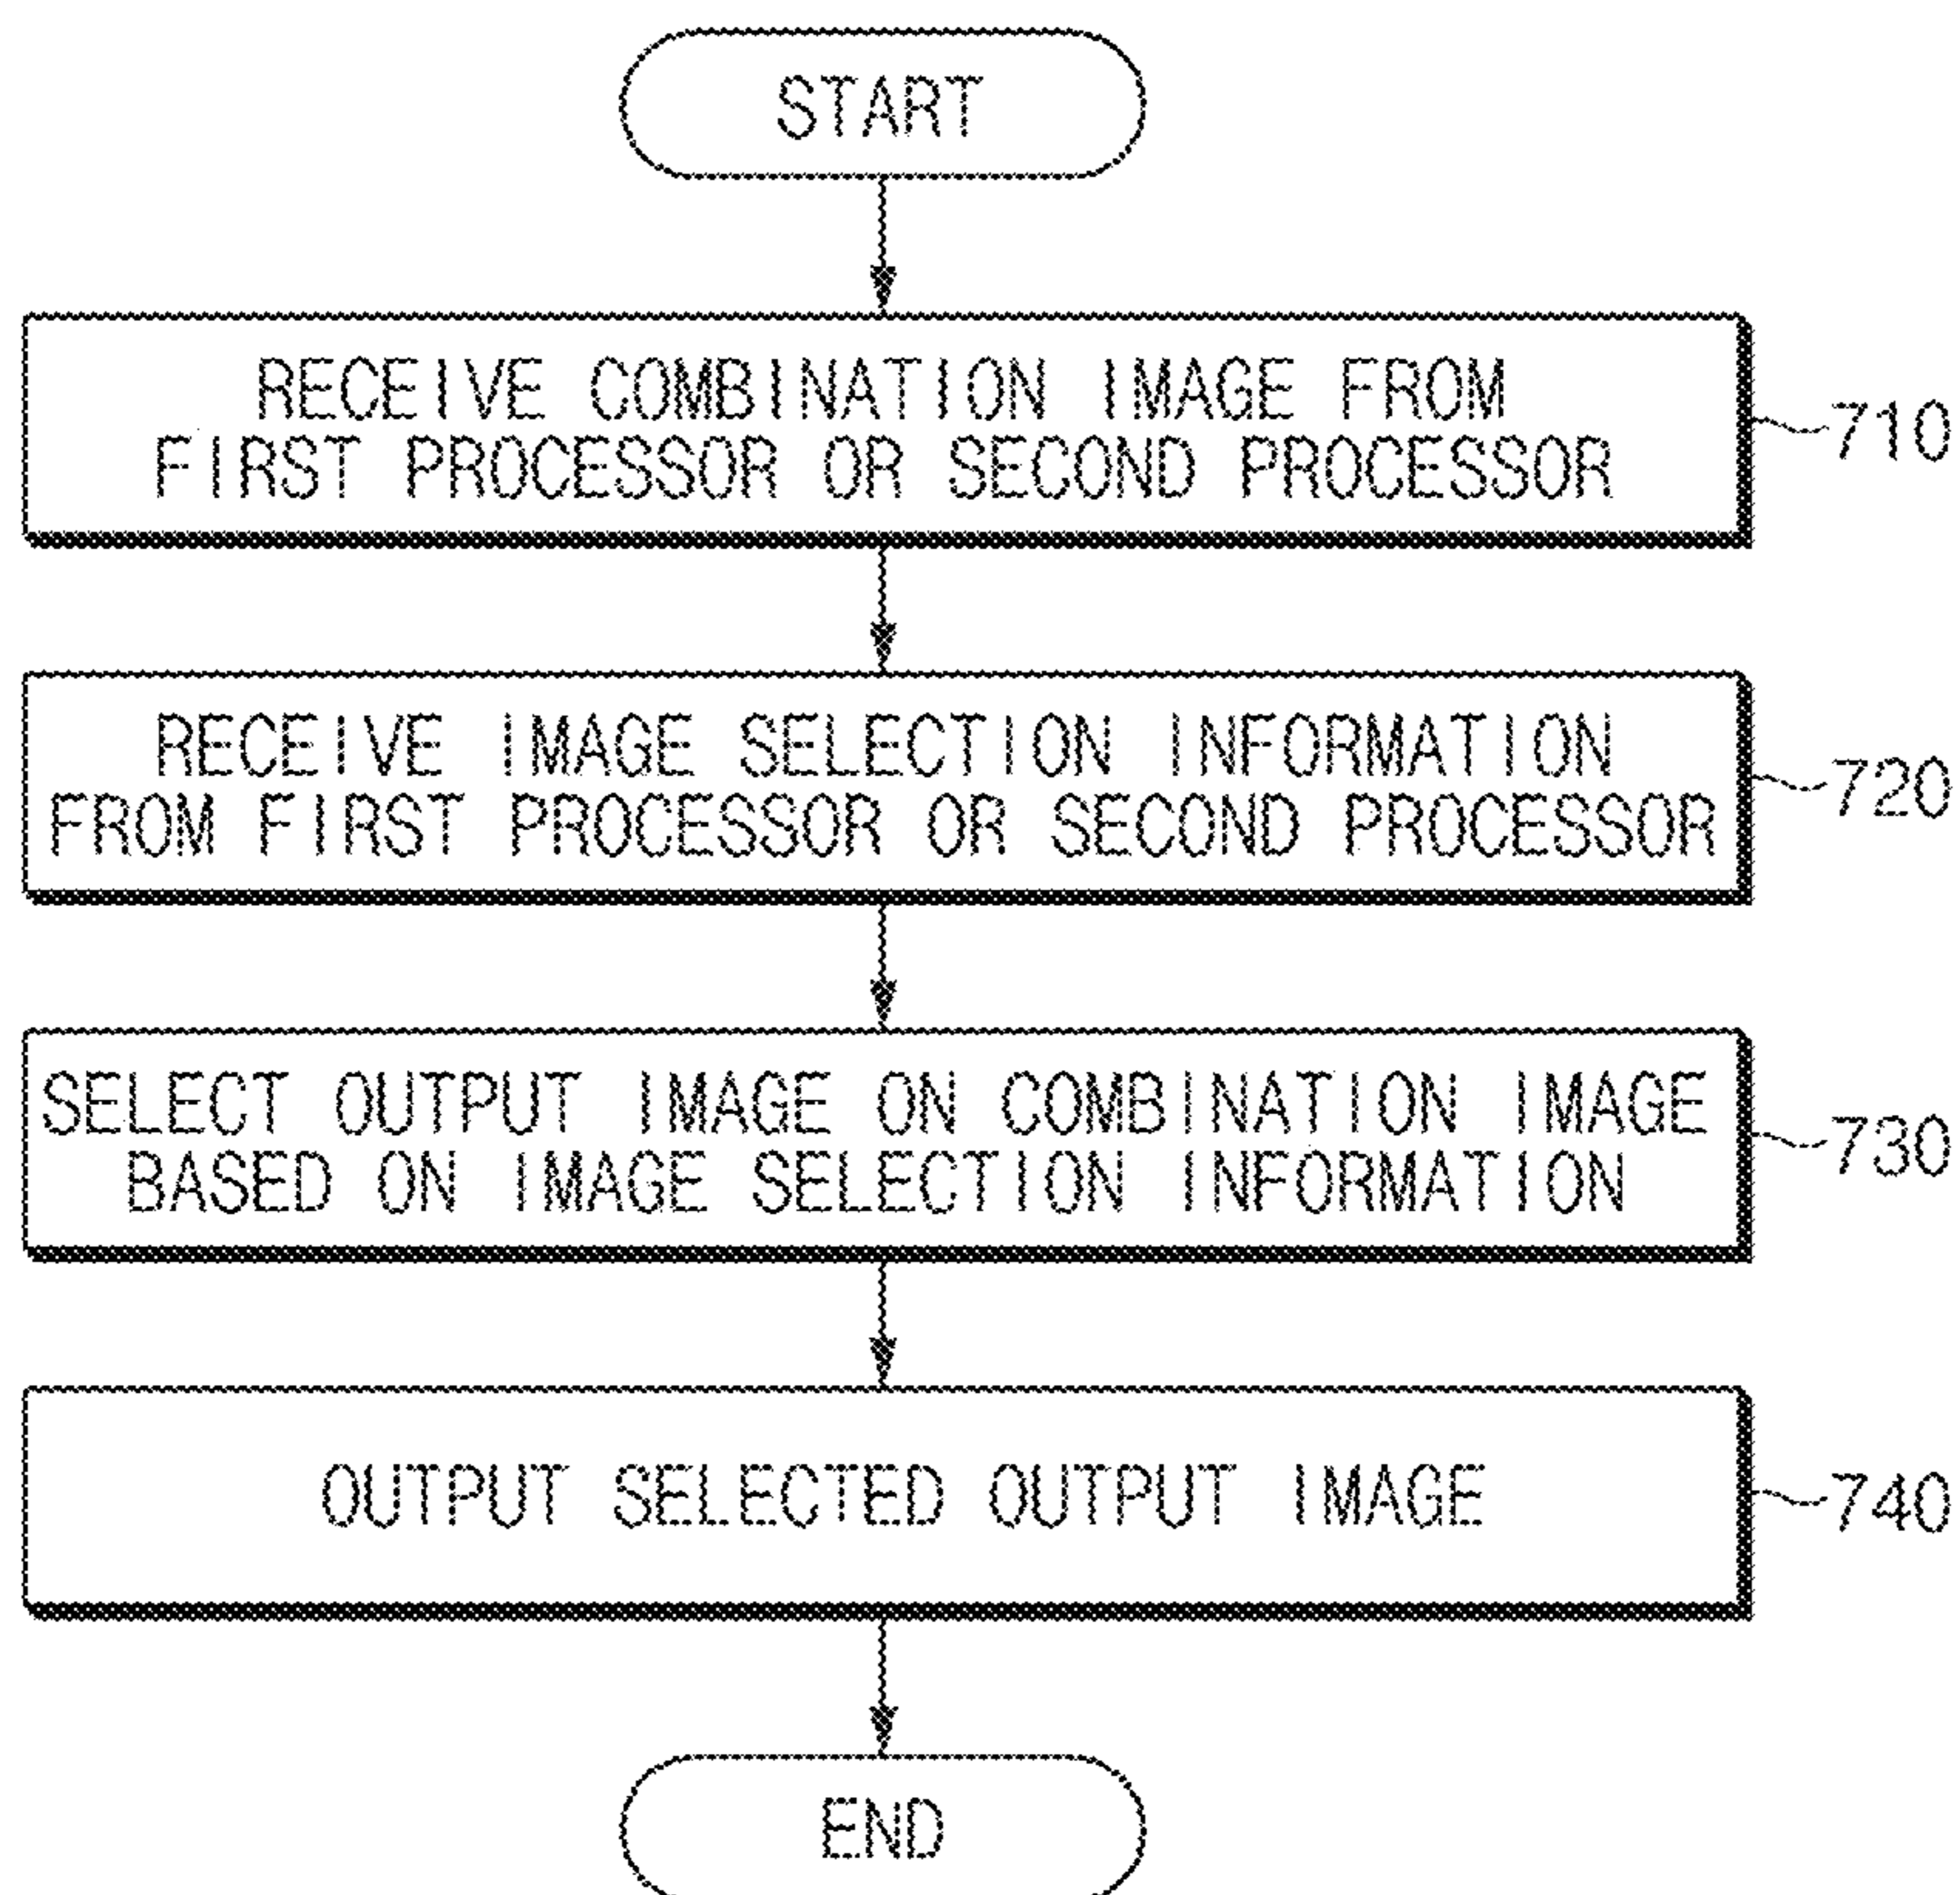 START
RECEIVE COMBINATION IMAGE FROM
FIRST PROCESSOR OR SECOND PROCESSOR
710
RECEIVE IMAGE SELECTION INFORMATION
FROM FIRST PROCESSOR OR SECOND PROCESSOR
720
SELECT OUTPUT IMAGE ON COMBINATION IMAGE
BASED ON IMAGE SELECTION INFORMATION
730
OUTPUT SELECTED OUTPUT IMAGE
740
END